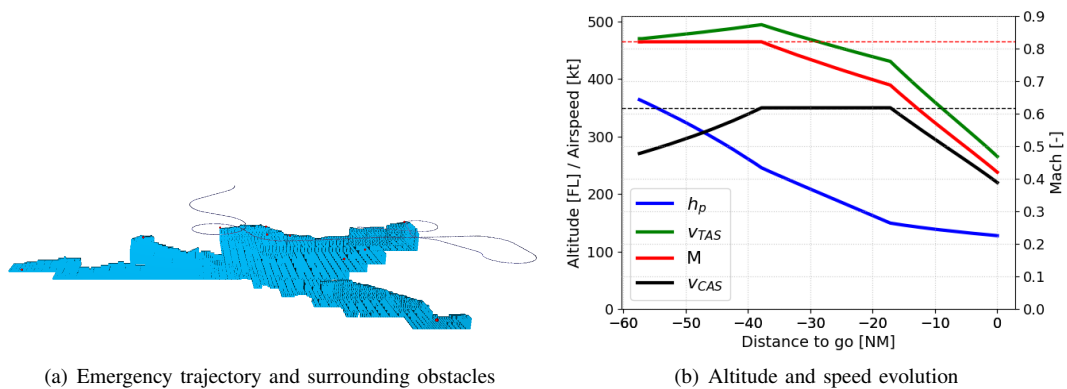 500
400
300
200
100
0
Altitude [FL] / Airspeed [kt]
h_p
v_TAS
M
v_CAS
0.9
0.8
0.7
0.6
0.5
0.4
0.3
0.2
0.1
0.0
Mach [-]
−60 −50 −40 −30 −20 −10 0
Distance to go [NM]
(a) Emergency trajectory and surrounding obstacles
(b) Altitude and speed evolution